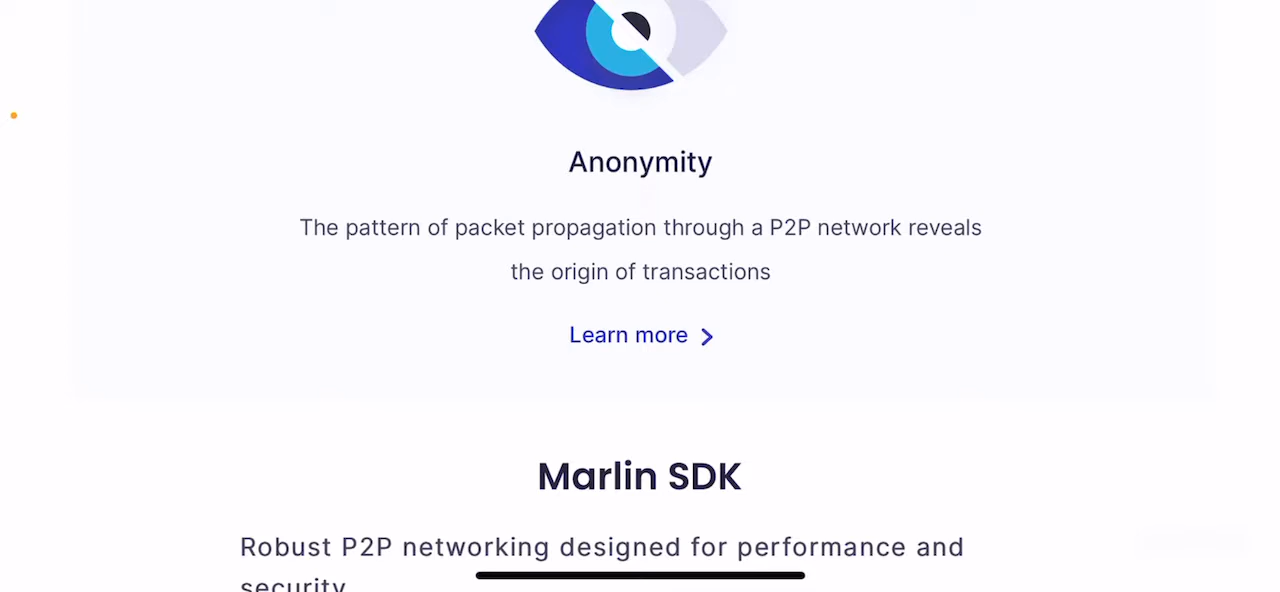 Anonymity
The pattern of packet propagation through a P2P network reveals
the origin of transactions
Learn more
Marlin SDK
Robust P2P networking designed for performance and
security